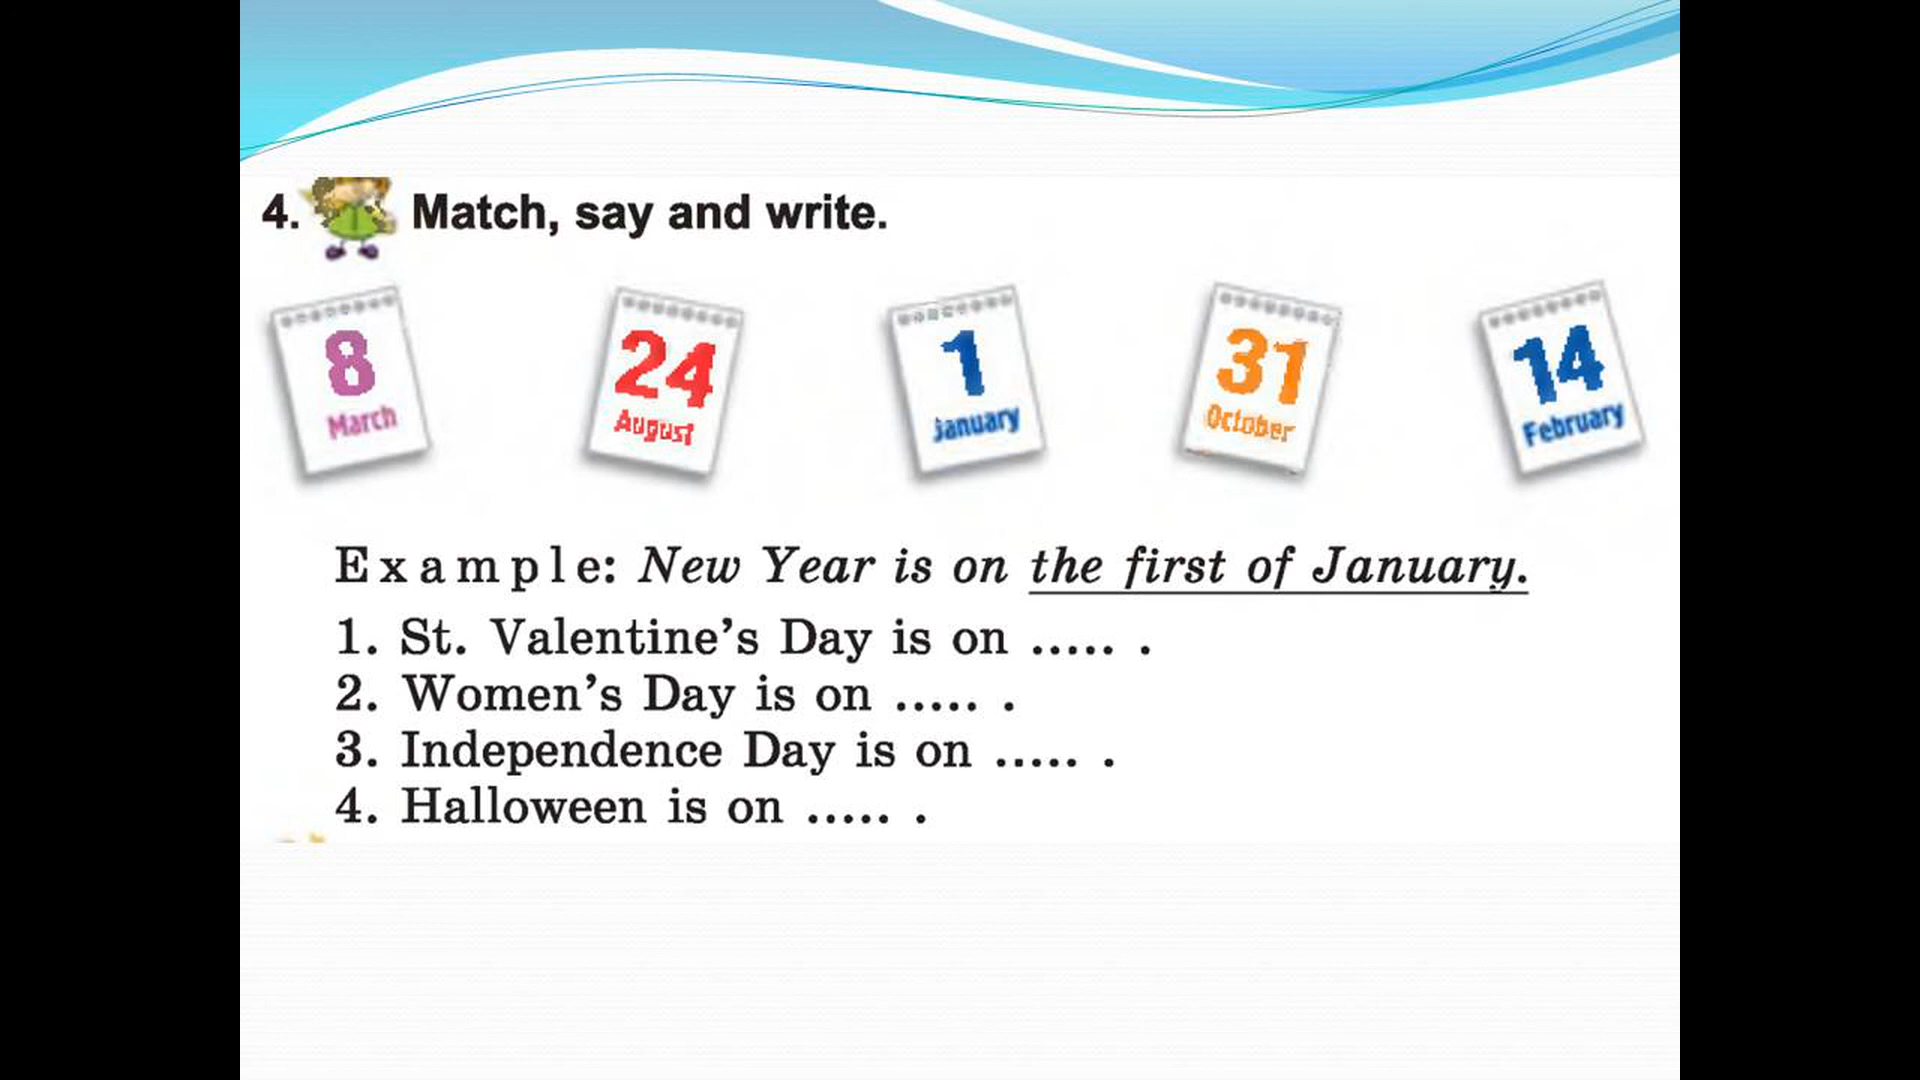 4. Match, say and write.
8
March
24
August
1
January
31
October
14
February
Example: New Year is on the first of January.
1. St. Valentine’s Day is on ..... .
2. Women’s Day is on ..... .
3. Independence Day is on ..... .
4. Halloween is on ..... .